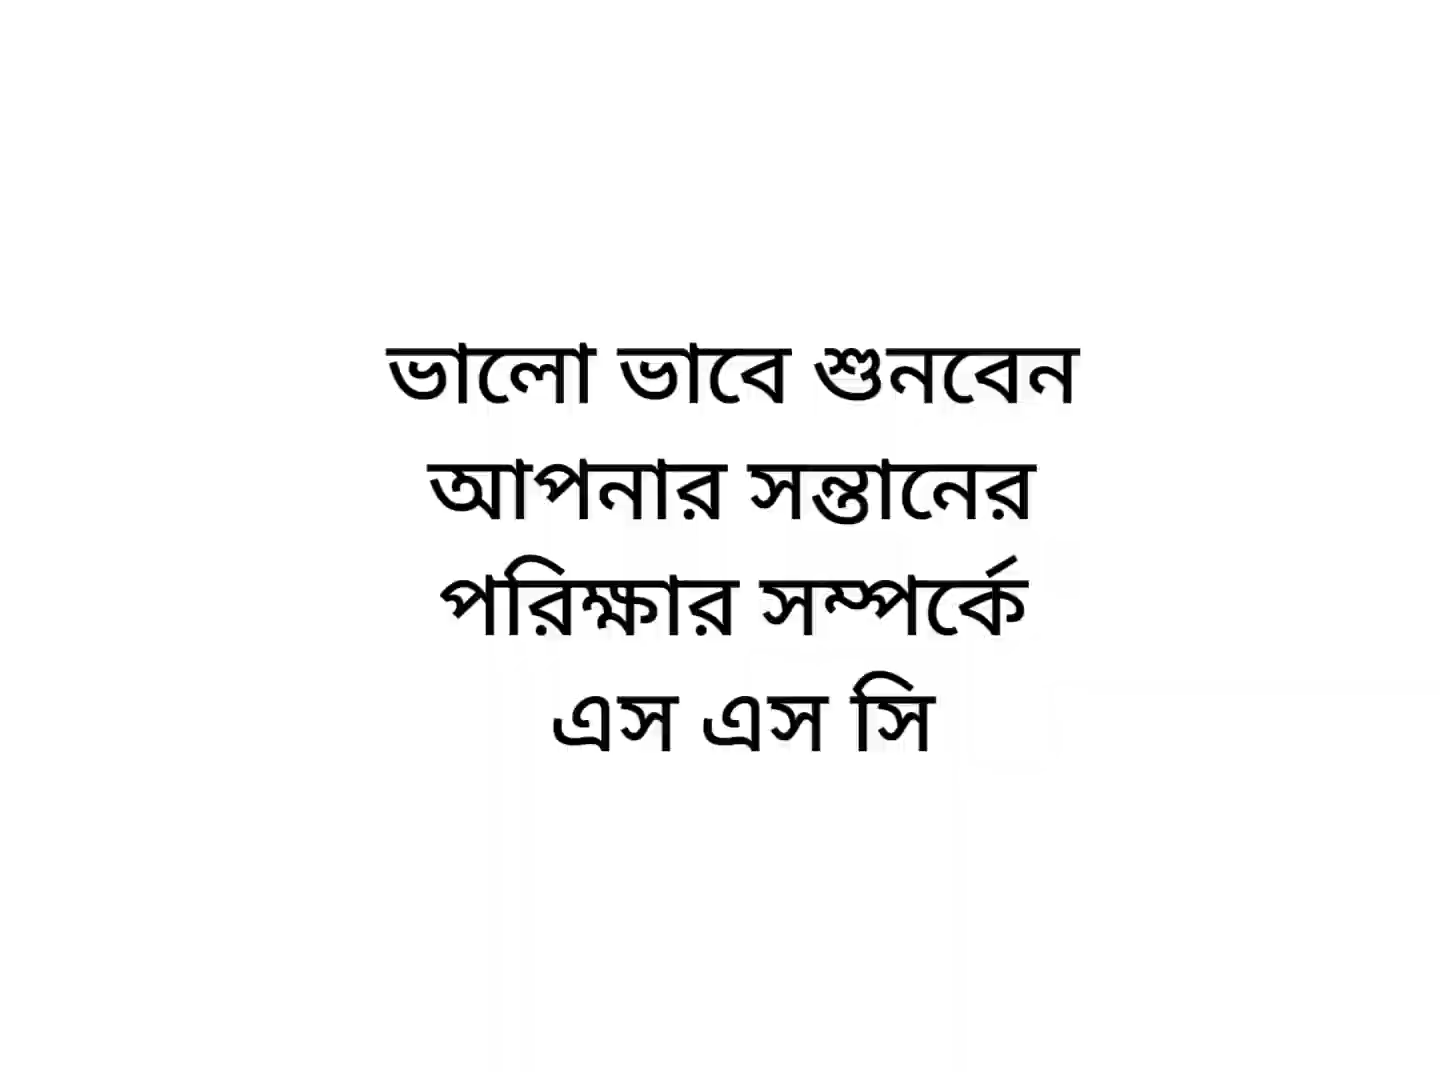 ভালো ভাবে শুনবেন
আপনার সন্তানের
পরিক্ষার সম্পর্কে
এস এস সি